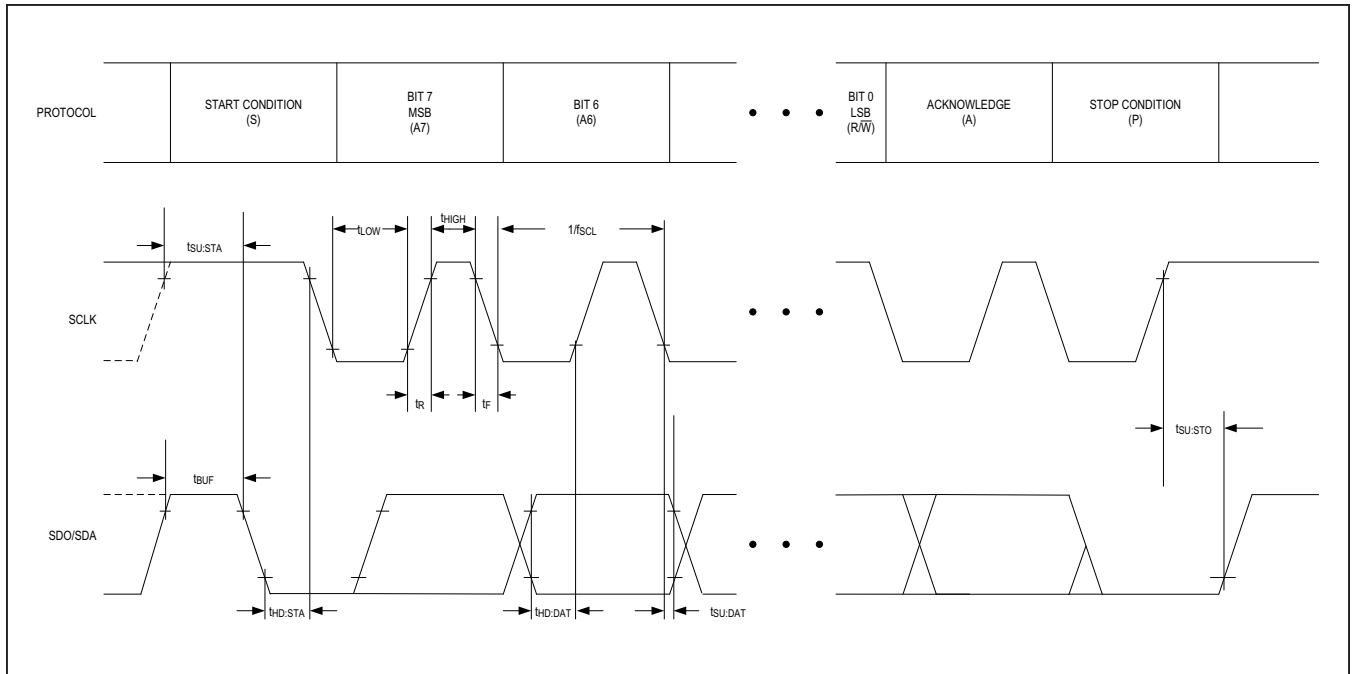 PROTOCOL
START CONDITION
(S)
BIT 7
MSB
(A7)
BIT 6
(A6)
BIT 0
LSB
(R/W̅)
ACKNOWLEDGE
(A)
STOP CONDITION
(P)
tSU:STA
tLOW
tHIGH
1/fSCL
SCLK
tR
tF
tSU:STO
tBUF
SDO/SDA
tHD:STA
tHD:DAT
tSU:DAT